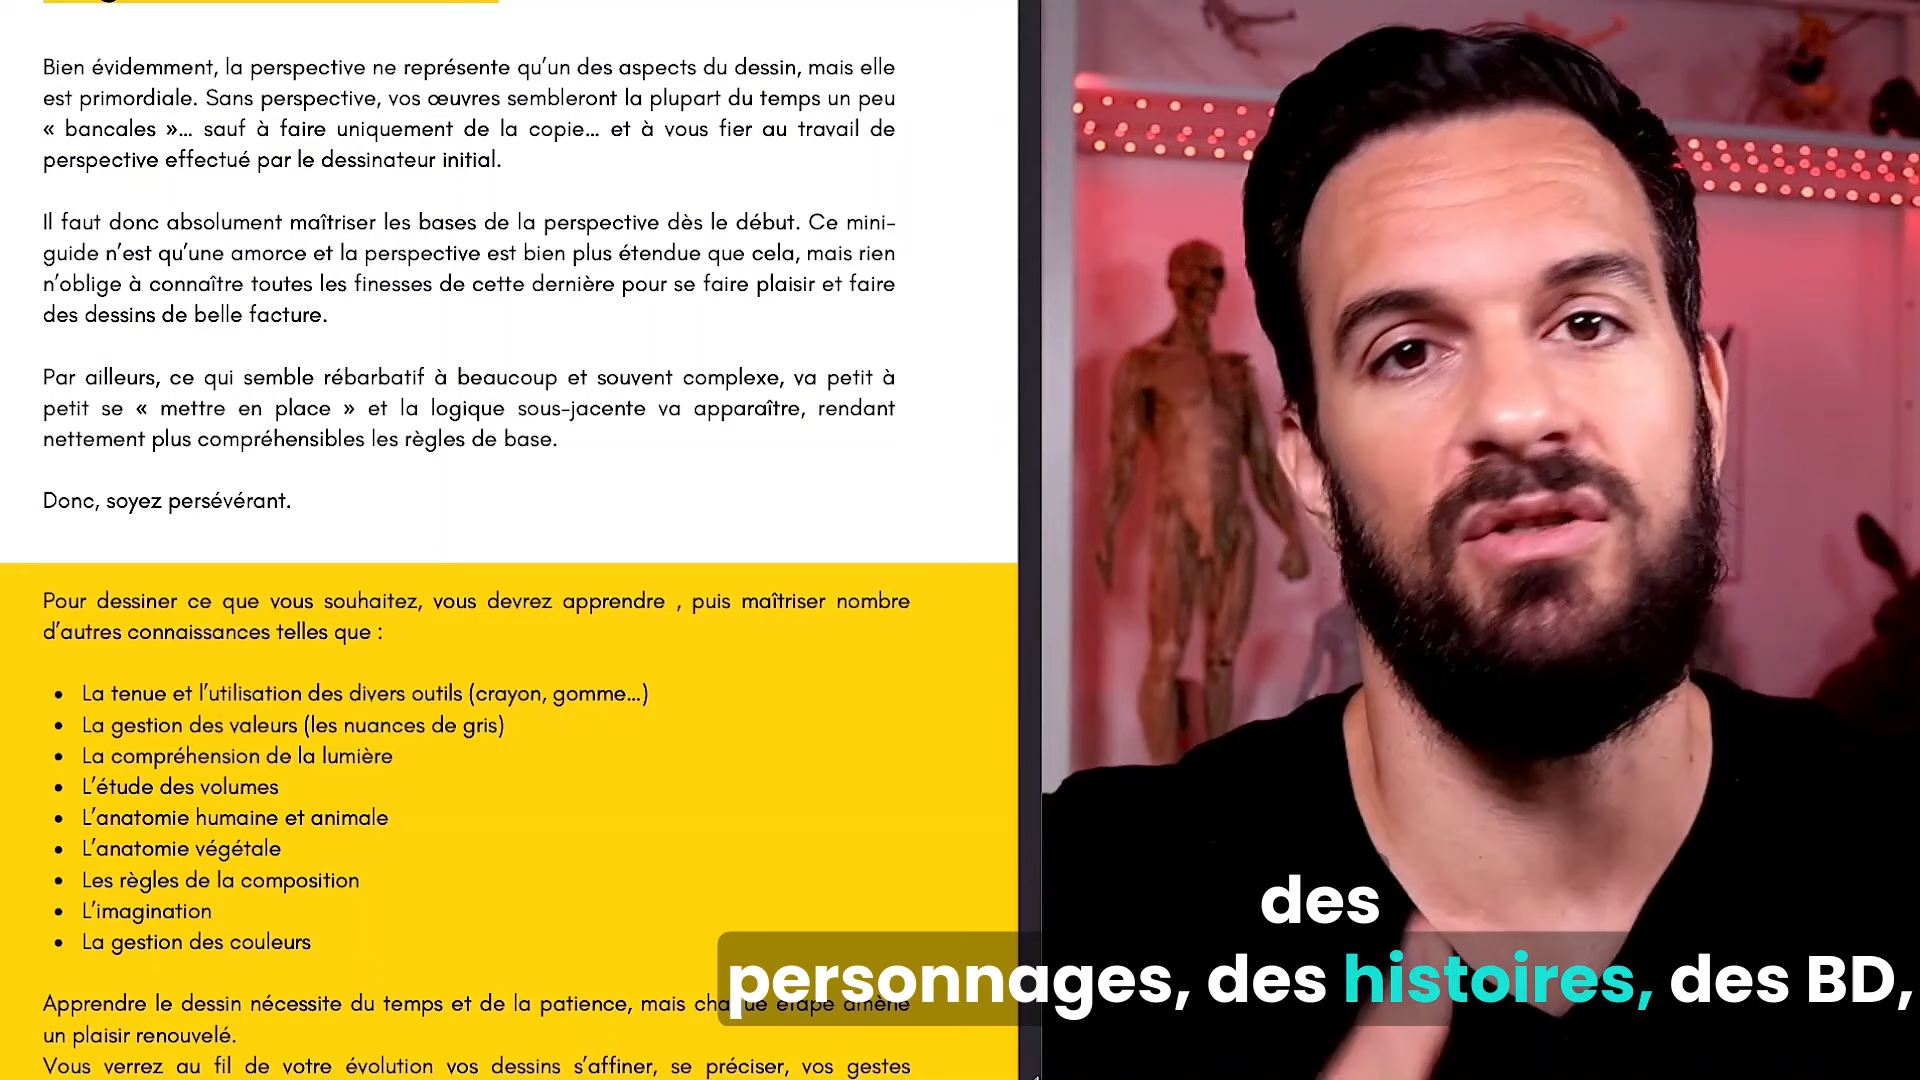 Bien évidemment, la perspective ne représente qu’un des aspects du dessin, mais elle
est primordiale. Sans perspective, vos œuvres sembleront la plupart du temps un peu
« bancales »… sauf à faire uniquement de la copie… et à vous fier au travail de
perspective effectué par le dessinateur initial.
Il faut donc absolument maîtriser les bases de la perspective dès le début. Ce mini-
guide n’est qu’une amorce et la perspective est bien plus étendue que cela, mais rien
n’oblige à connaître toutes les finesses de cette dernière pour se faire plaisir et faire
des dessins de belle facture.
Par ailleurs, ce qui semble rébarbatif à beaucoup et souvent complexe, va petit à
petit se « mettre en place » et la logique sous-jacente va apparaître, rendant
nettement plus compréhensibles les règles de base.
Donc, soyez persévérant.
Pour dessiner ce que vous souhaitez, vous devrez apprendre , puis maîtriser nombre
d’autres connaissances telles que :
• La tenue et l’utilisation des divers outils (crayon, gomme…)
• La gestion des valeurs (les nuances de gris)
• La compréhension de la lumière
• L’étude des volumes
• L’anatomie humaine et animale
• L’anatomie végétale
• Les règles de la composition
• L’imagination
• La gestion des couleurs
Apprendre le dessin nécessite du temps et de la patience, mais chaque étape amène
un plaisir renouvelé.
Vous verrez au fil de votre évolution vos dessins s’affiner, se préciser, vos gestes
des
personnages, des histoires, des BD,